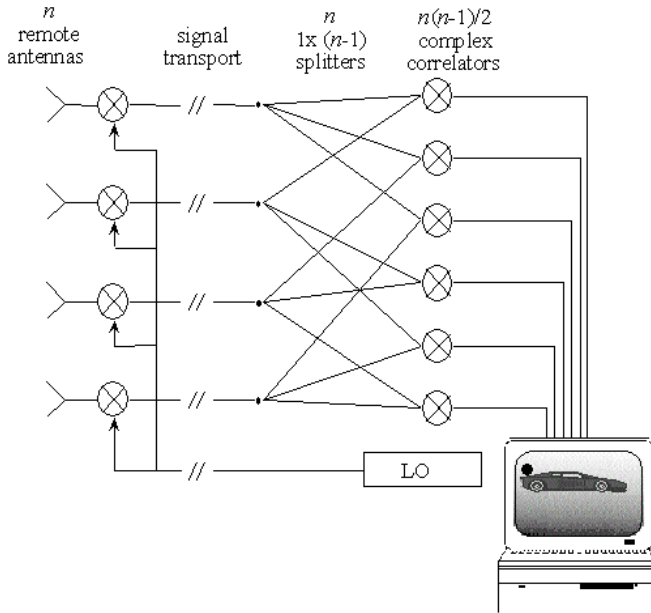 n
remote
antennas
signal
transport
n
1x (n-1)
splitters
n(n-1)/2
complex
correlators
//
//
//
//
//
LO